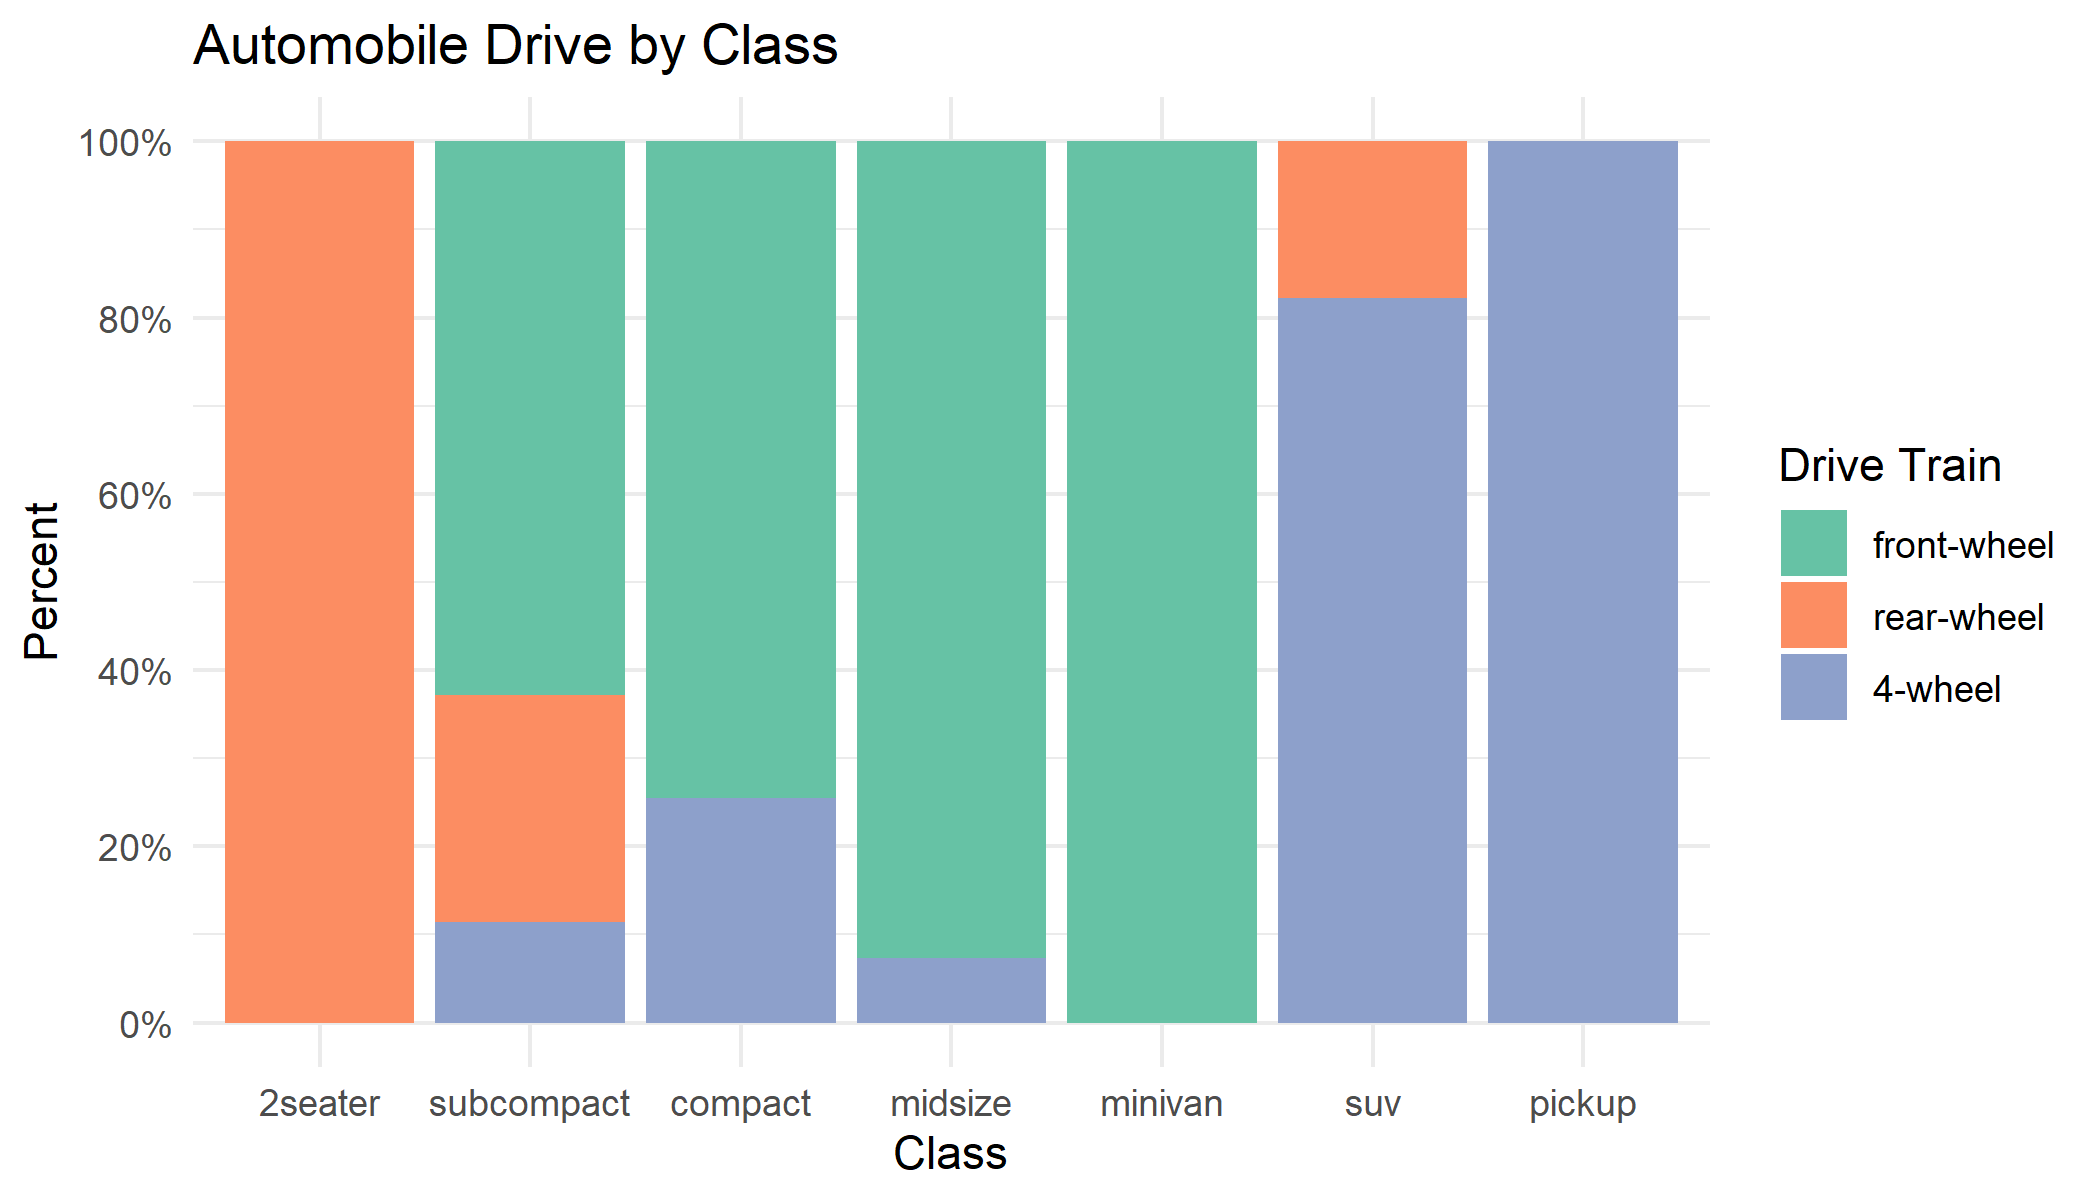 Automobile Drive by Class
Percent
100%
80%
60%
40%
20%
0%
2seater subcompact compact midsize minivan suv pickup
Class
Drive Train
front-wheel
rear-wheel
4-wheel